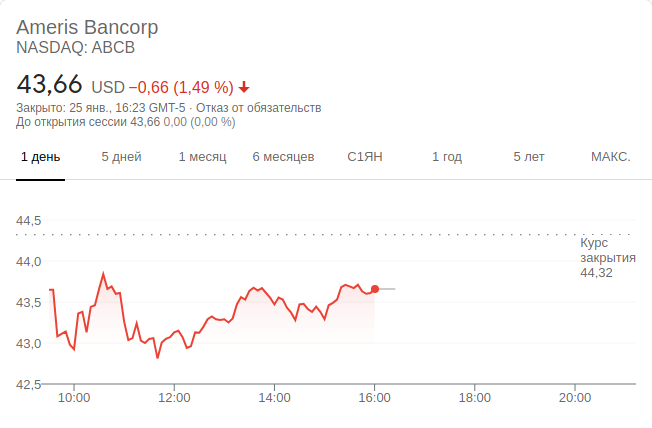 Ameris Bancorp
NASDAQ: ABCB
43,66 USD −0,66 (1,49 %)
Закрыто: 25 янв., 16:23 GMT-5 · Отказ от обязательств
До открытия сессии 43,66 0,00 (0,00 %)
1 день 5 дней 1 месяц 6 месяцев С1ЯН 1 год 5 лет МАКС.
44,5
Курс
закрытия
44,32
44,0
43,5
43,0
42,5
10:00 12:00 14:00 16:00 18:00 20:00